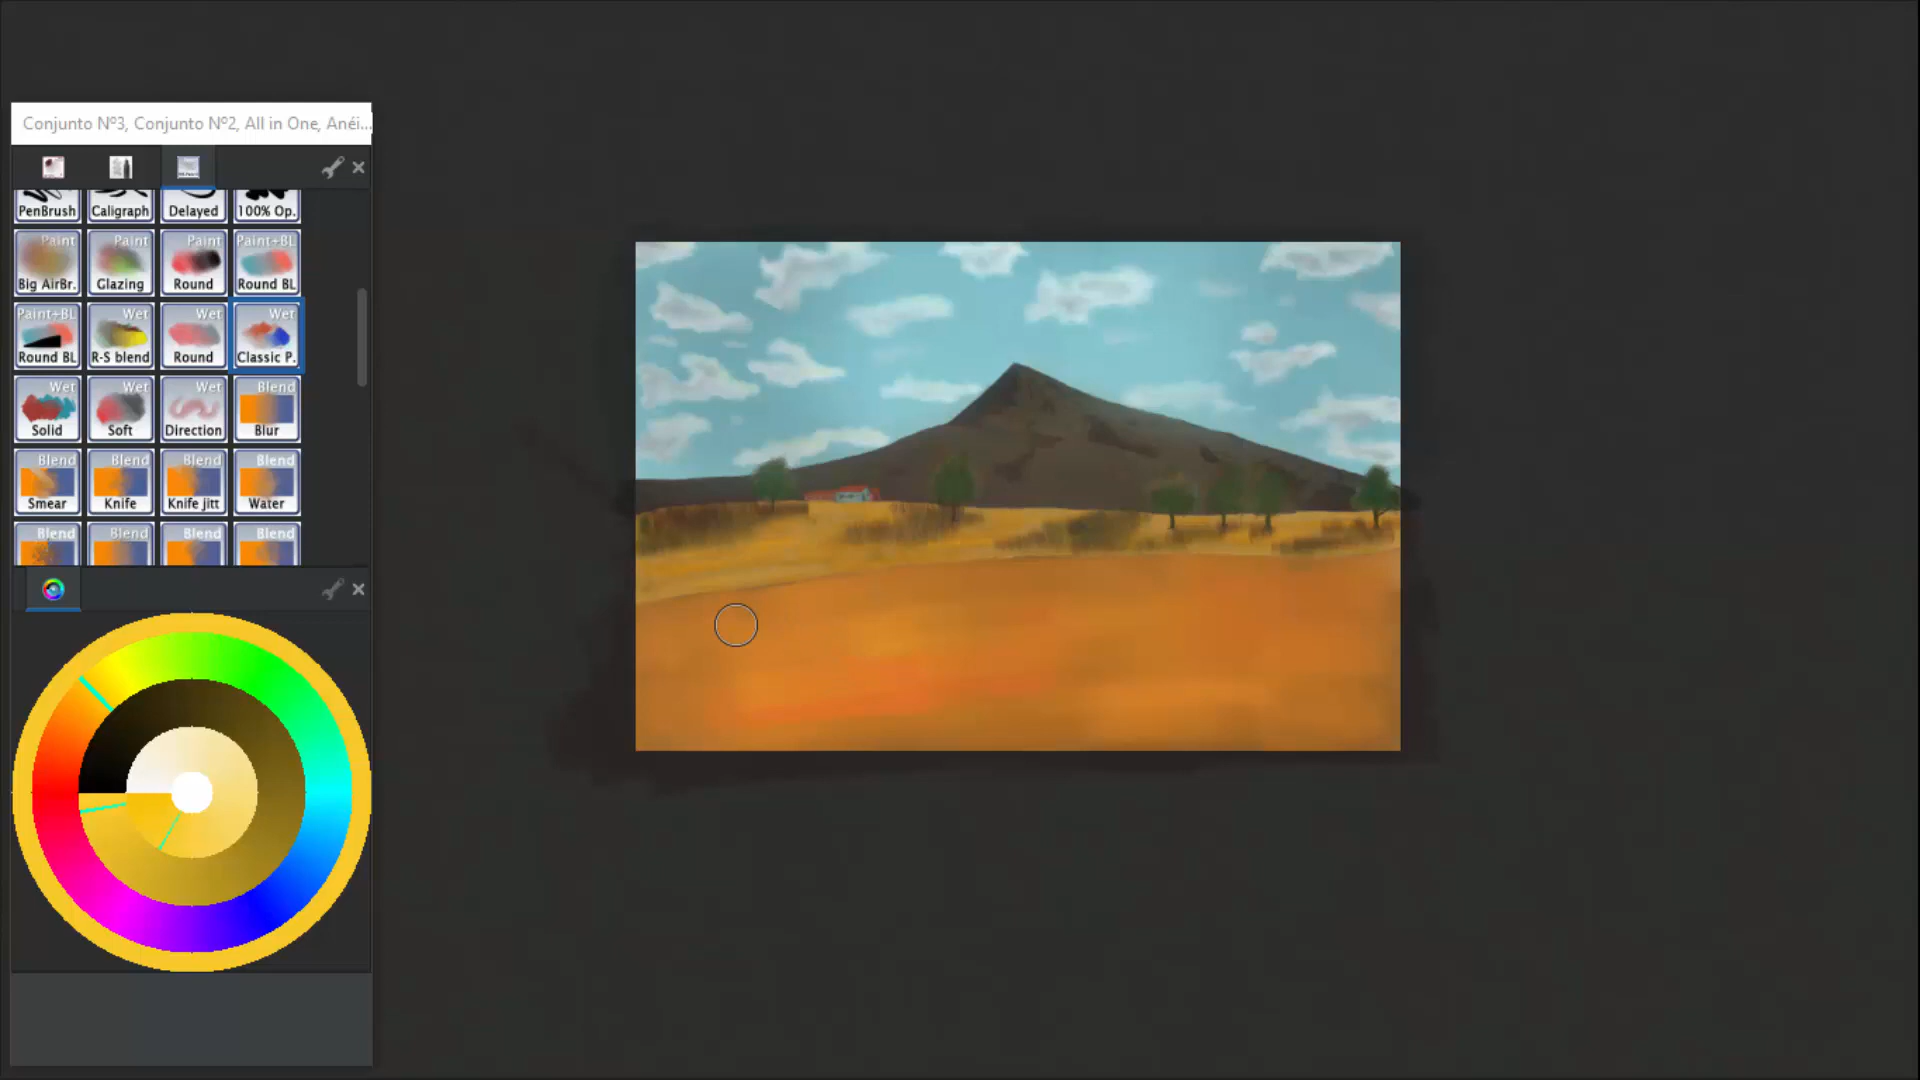 Conjunto Nº3, Conjunto Nº2, All in One, Anéi...
PenBrush Caligraph Delayed 100% Op.
Paint Paint Paint Paint+BL
Big AirBr. Glazing Round Round BL
Paint+BL Wet Wet Wet
Round BL R-S blend Round Classic P.
Wet Wet Wet Blend
Solid Soft Direction Blur
Blend Blend Blend Blend
Smear Knife Knife jitt Water
Blend Blend Blend Blend